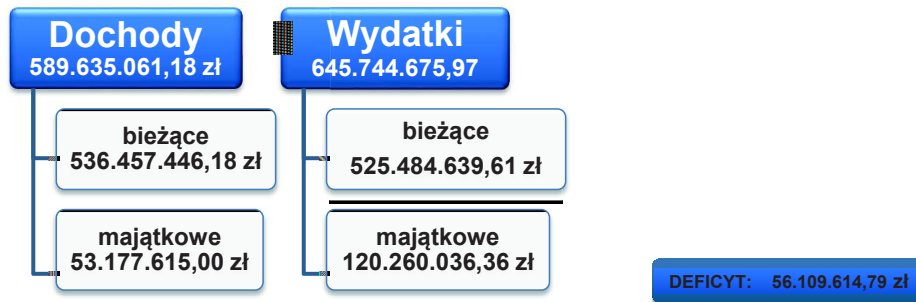 Dochody
589.635.061,18 zł
bieżące
536.457.446,18 zł
majątkowe
53.177.615,00 zł
Wydatki
645.744.675,97
bieżące
525.484.639,61 zł
majątkowe
120.260.036,36 zł
DEFICYT: 56.109.614,79 zł